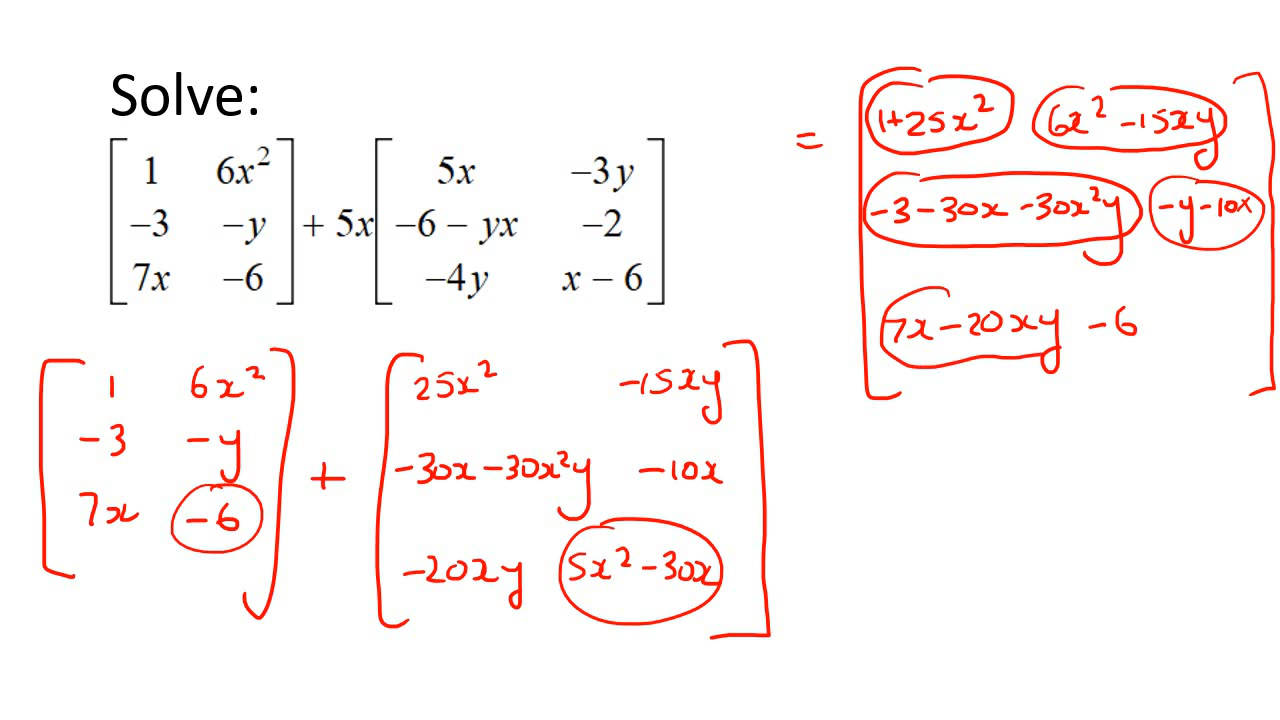 Solve:
[1 6x² -3 -y 7x -6] + 5x[5x -3y -6 - yx -2 -4y x - 6]
1 6x²
-3 -y
7x -6
+
25x² -15xy
-30x -30x²y -10x
-20xy 5x² -30x
=
1+25x² 6x² -15xy
-3 -30x -30x²y -y -10x
7x -20xy -6